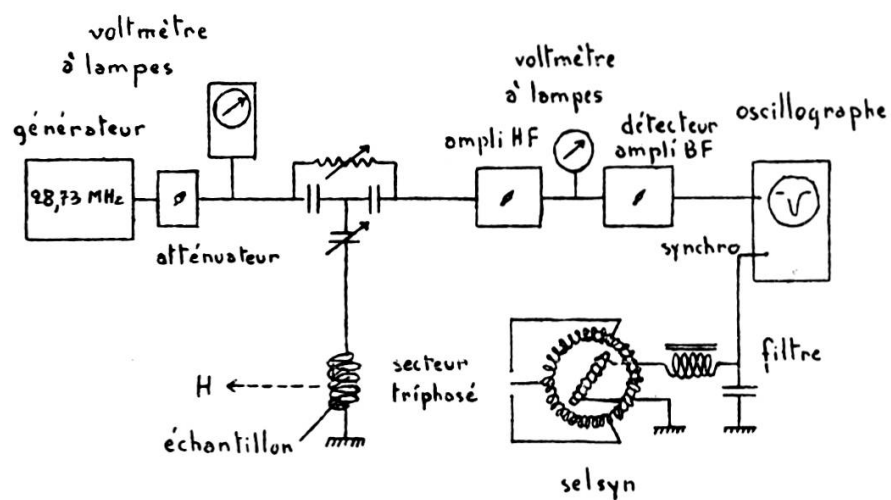 voltmètre
à lampes
générateur
28,73 MHz
atténuateur
voltmètre
à lampes
ampli HF
détecteur
ampli BF
oscillographe
synchro
H
échantillon
secteur
triphasé
filtre
selsyn